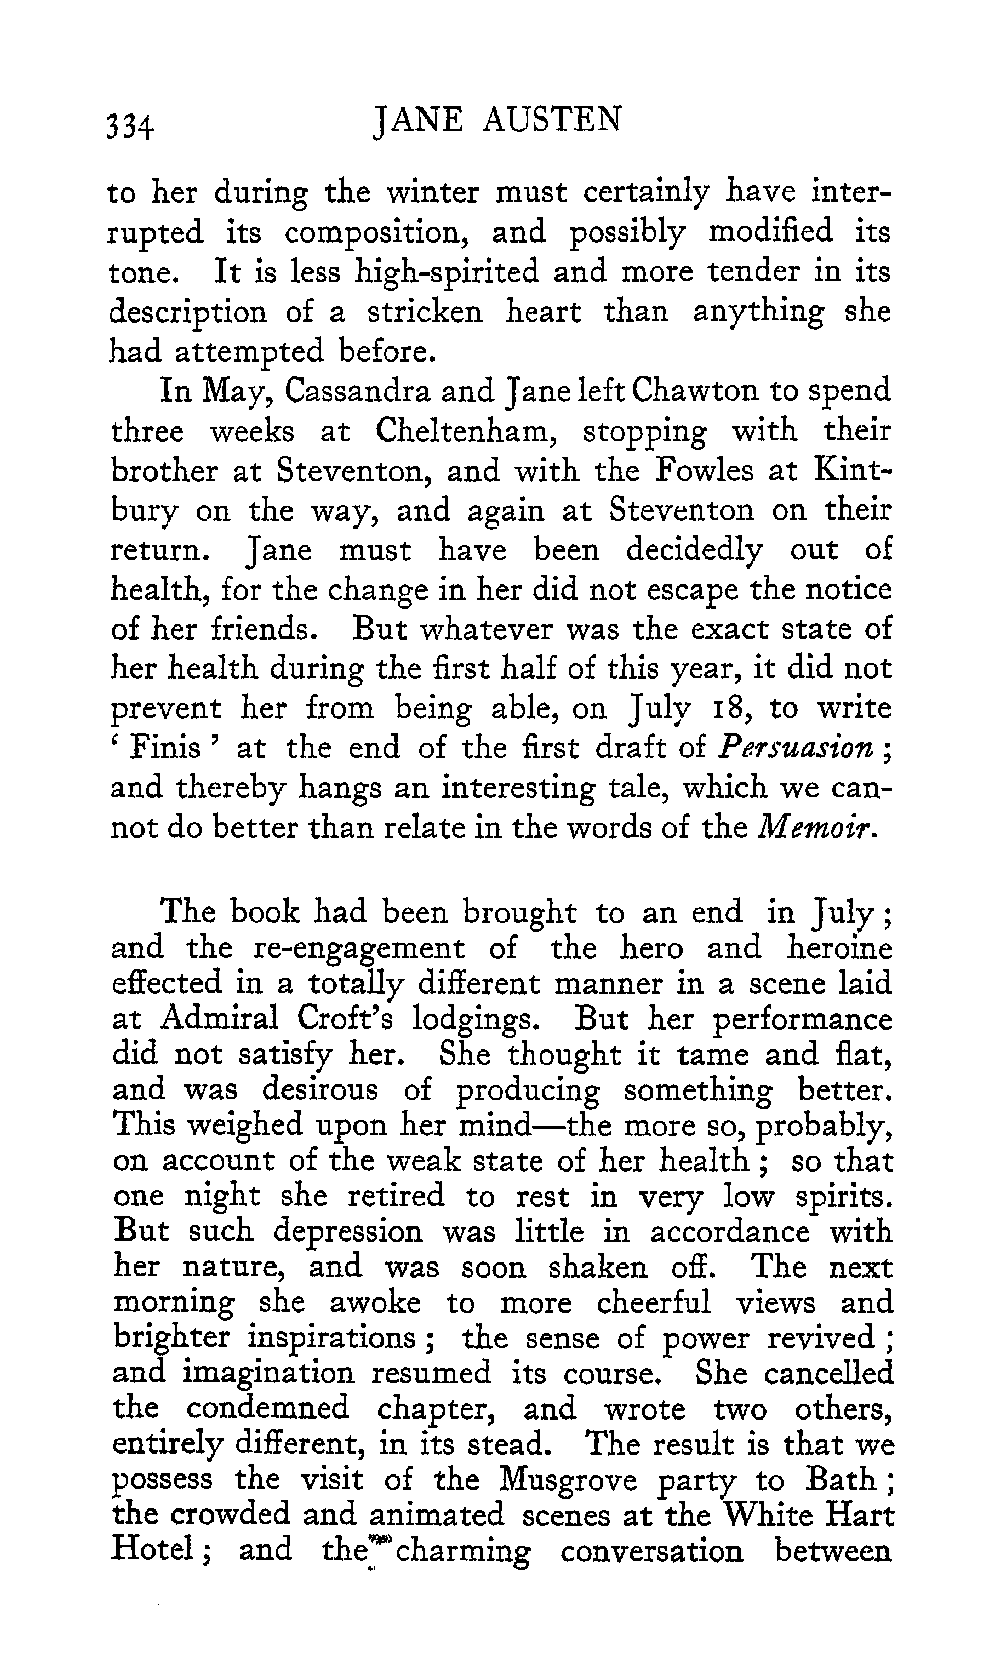 334 JANE AUSTEN
to her during the winter must certainly have inter-
rupted its composition, and possibly modified its
tone. It is less high-spirited and more tender in its
description of a stricken heart than anything she
had attempted before.
In May, Cassandra and Jane left Chawton to spend
three weeks at Cheltenham, stopping with their
brother at Steventon, and with the Fowles at Kint-
bury on the way, and again at Steventon on their
return. Jane must have been decidedly out of
health, for the change in her did not escape the notice
of her friends. But whatever was the exact state of
her health during the first half of this year, it did not
prevent her from being able, on July 18, to write
‘ Finis ’ at the end of the first draft of Persuasion ;
and thereby hangs an interesting tale, which we can-
not do better than relate in the words of the Memoir.
The book had been brought to an end in July ;
and the re-engagement of the hero and heroine
effected in a totally different manner in a scene laid
at Admiral Croft’s lodgings. But her performance
did not satisfy her. She thought it tame and flat,
and was desirous of producing something better.
This weighed upon her mind—the more so, probably,
on account of the weak state of her health ; so that
one night she retired to rest in very low spirits.
But such depression was little in accordance with
her nature, and was soon shaken off. The next
morning she awoke to more cheerful views and
brighter inspirations ; the sense of power revived ;
and imagination resumed its course. She cancelled
the condemned chapter, and wrote two others,
entirely different, in its stead. The result is that we
possess the visit of the Musgrove party to Bath ;
the crowded and animated scenes at the White Hart
Hotel ; and the charming conversation between